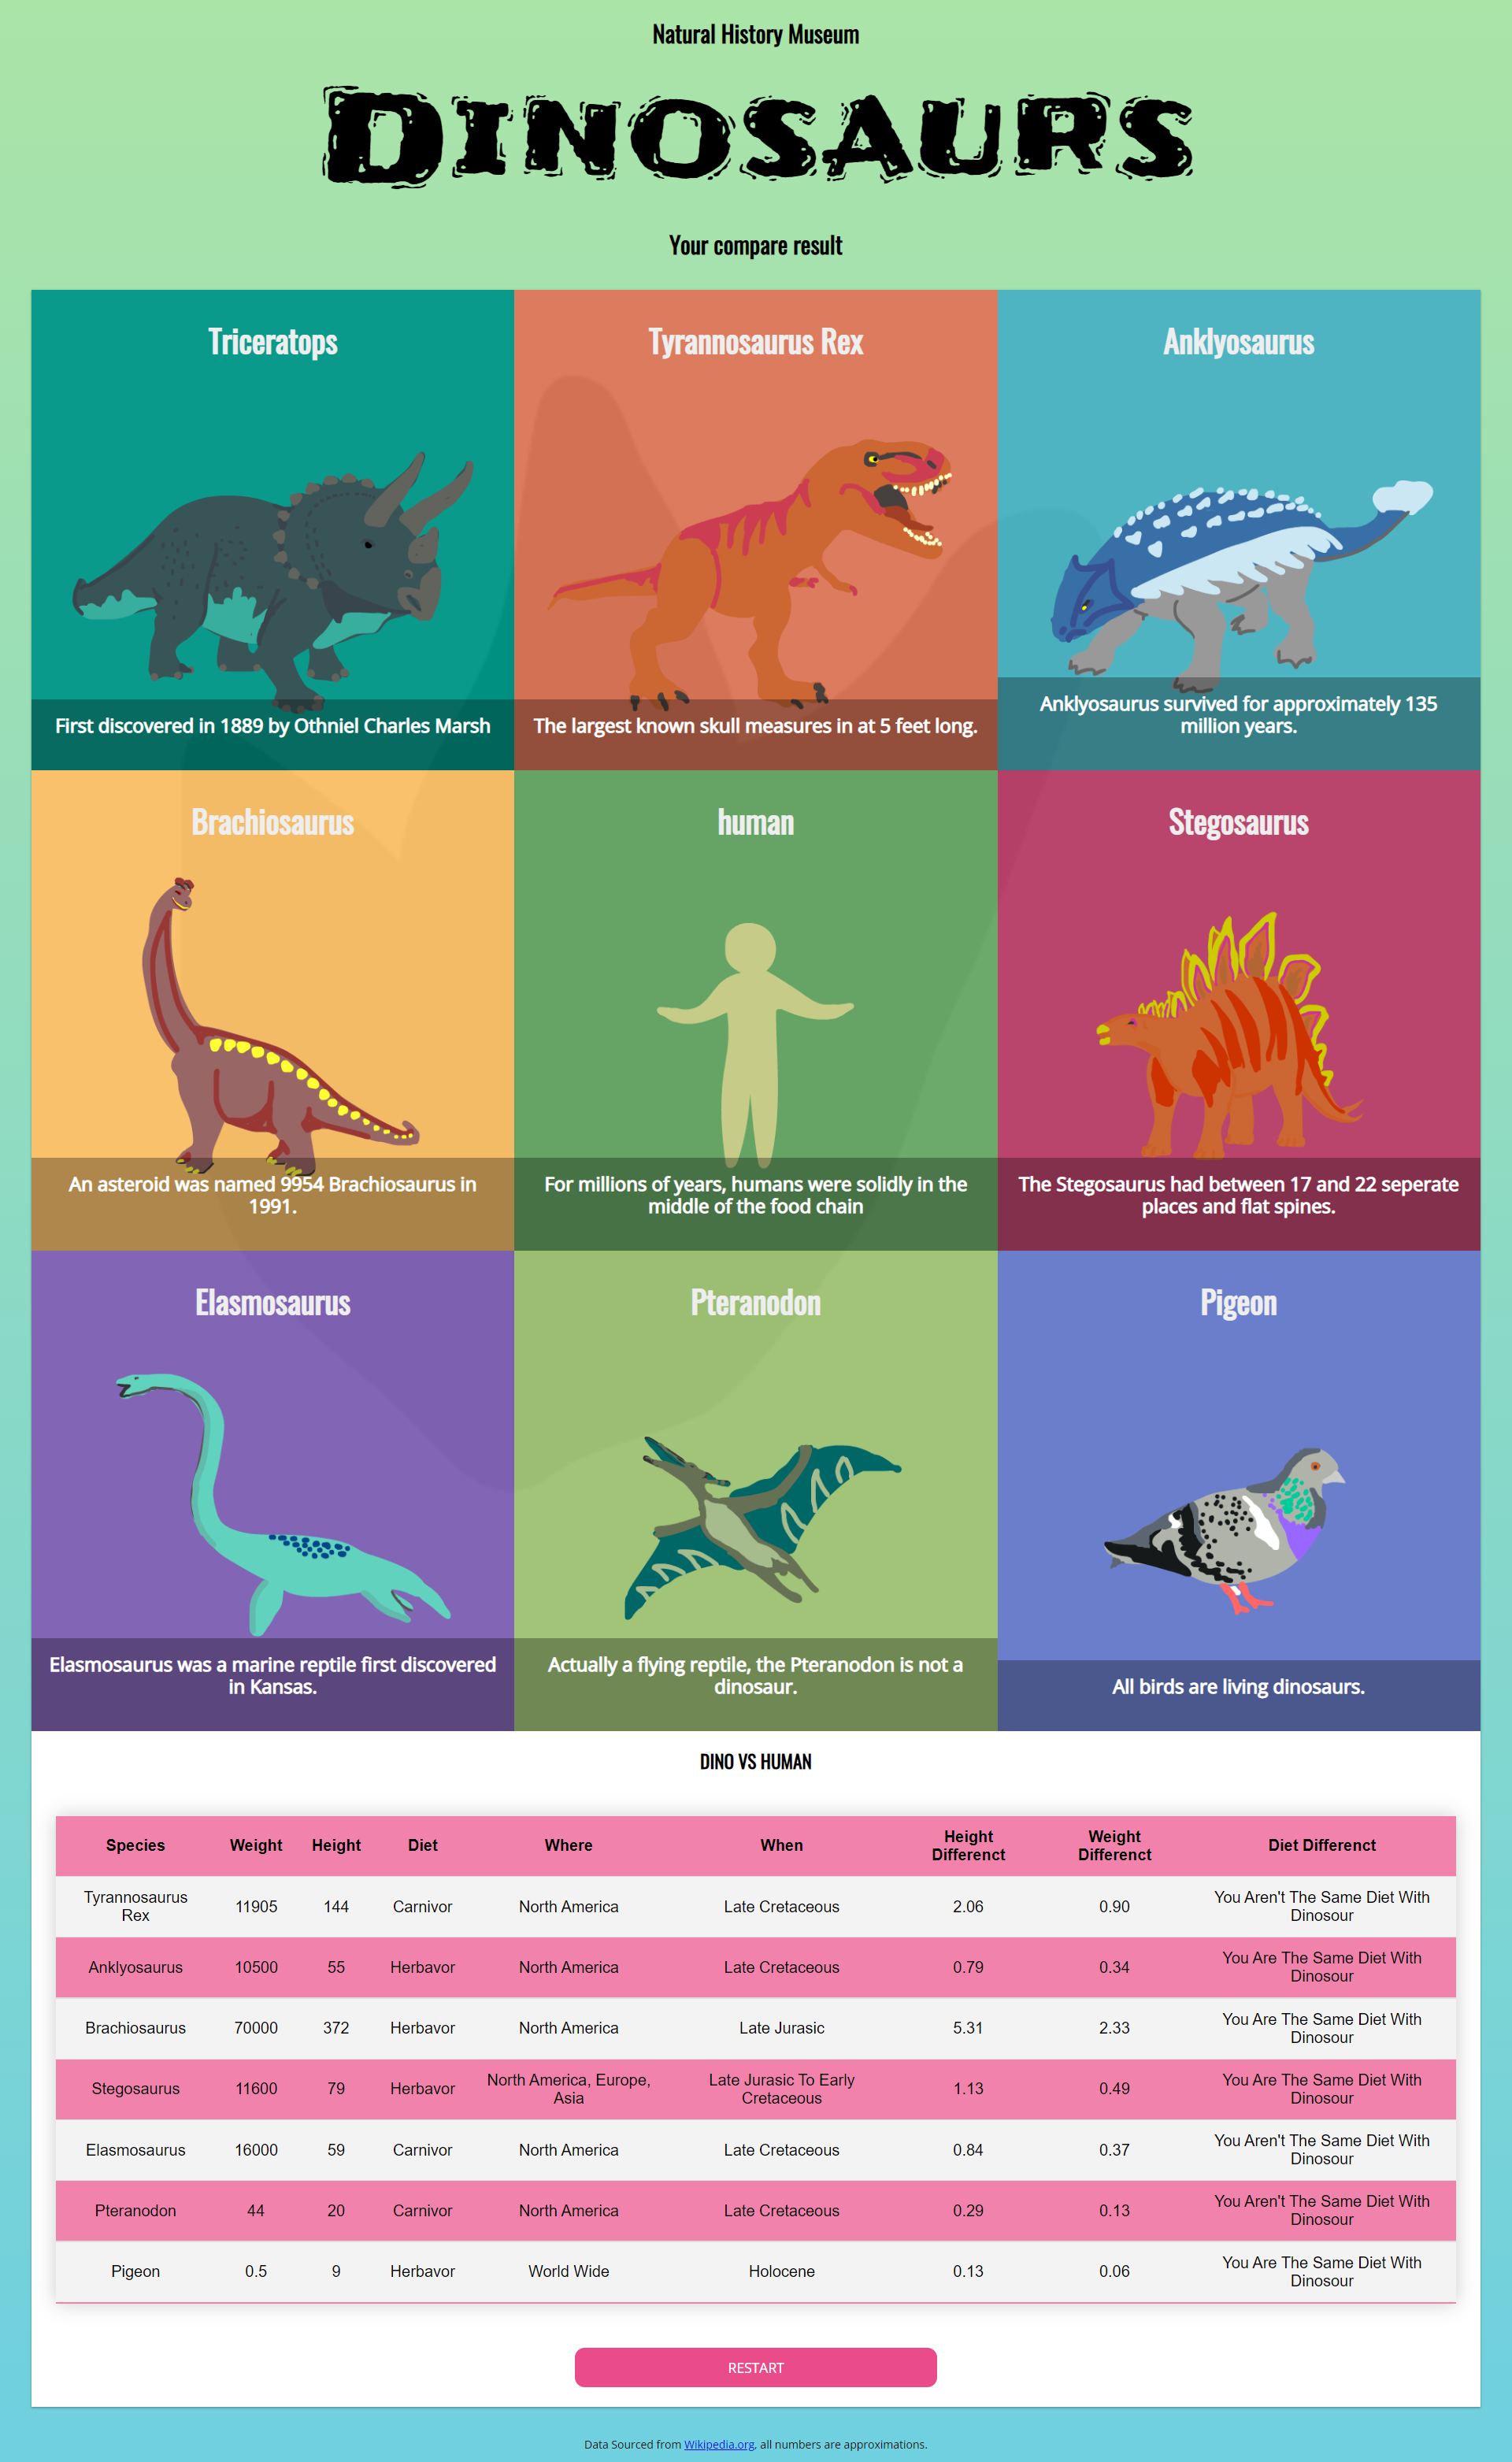 Natural History Museum
DINOSAURS
Your compare result
Triceratops
First discovered in 1889 by Othniel Charles Marsh
Tyrannosaurus Rex
The largest known skull measures in at 5 feet long.
Anklyosaurus
Anklyosaurus survived for approximately 135
million years.
Brachiosaurus
An asteroid was named 9954 Brachiosaurus in
1991.
human
For millions of years, humans were solidly in the
middle of the food chain
Stegosaurus
The Stegosaurus had between 17 and 22 seperate
places and flat spines.
Elasmosaurus
Elasmosaurus was a marine reptile first discovered
in Kansas.
Pteranodon
Actually a flying reptile, the Pteranodon is not a
dinosaur.
Pigeon
All birds are living dinosaurs.
DINO VS HUMAN
Species Weight Height Diet Where When Height Differenct Weight Differenct Diet Differenct
Tyrannosaurus Rex 11905 144 Carnivor North America Late Cretaceous 2.06 0.90 You Aren't The Same Diet With Dinosour
Anklyosaurus 10500 55 Herbavor North America Late Cretaceous 0.79 0.34 You Are The Same Diet With Dinosour
Brachiosaurus 70000 372 Herbavor North America Late Jurasic 5.31 2.33 You Are The Same Diet With Dinosour
Stegosaurus 11600 79 Herbavor North America, Europe, Asia Late Jurasic To Early Cretaceous 1.13 0.49 You Are The Same Diet With Dinosour
Elasmosaurus 16000 59 Carnivor North America Late Cretaceous 0.84 0.37 You Aren't The Same Diet With Dinosour
Pteranodon 44 20 Carnivor North America Late Cretaceous 0.29 0.13 You Aren't The Same Diet With Dinosour
Pigeon 0.5 9 Herbavor World Wide Holocene 0.13 0.06 You Are The Same Diet With Dinosour
RESTART
Data Sourced from Wikipedia.org, all numbers are approximations.